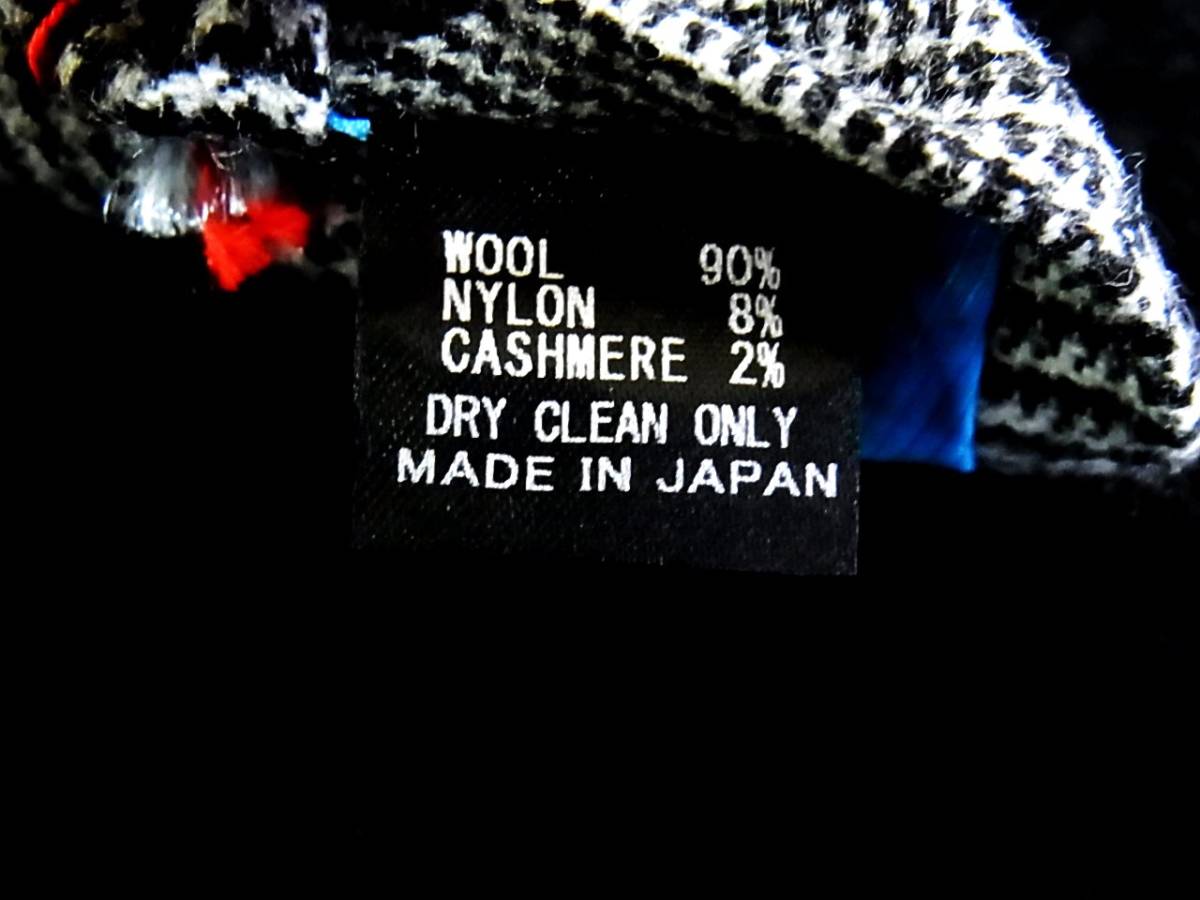 WOOL 90%
NYLON 8%
CASHMERE 2%
DRY CLEAN ONLY
MADE IN JAPAN